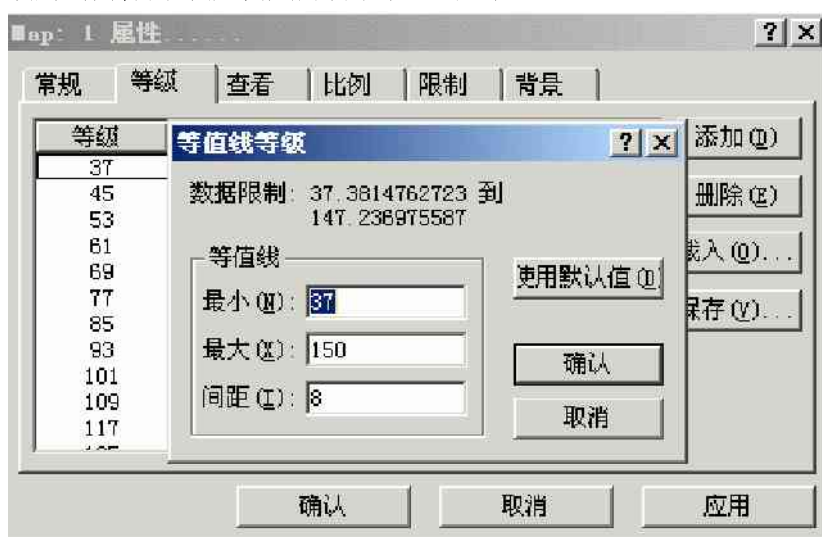 Map: 1 属性......
常规 等级 查看 比例 限制 背景
等级
37
45
53
61
69
77
85
93
101
109
117
添加(D)
删除(E)
载入(O)...
保存(V)...
等值线等级
数据限制: 37.3814762723 到
147.236975587
等值线
最小(N): 37
最大(X): 150
间距(I): 8
使用默认值(D)
确认
取消
确认 取消 应用